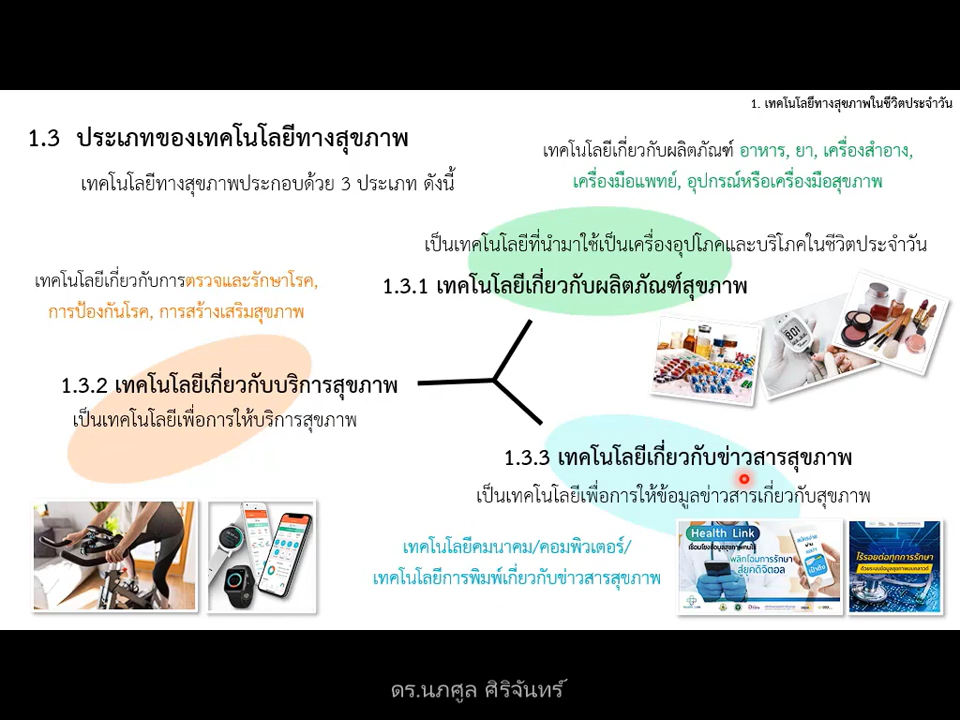 1. เทคโนโลยีทางสุขภาพในชีวิตประจำวัน
1.3 ประเภทของเทคโนโลยีทางสุขภาพ
เทคโนโลยีทางสุขภาพประกอบด้วย 3 ประเภท ดังนี้
เทคโนโลยีเกี่ยวกับผลิตภัณฑ์ อาหาร, ยา, เครื่องสำอาง,
เครื่องมือแพทย์, อุปกรณ์หรือเครื่องมือสุขภาพ
เป็นเทคโนโลยีที่นำมาใช้เป็นเครื่องอุปโภคและบริโภคในชีวิตประจำวัน
1.3.1 เทคโนโลยีเกี่ยวกับผลิตภัณฑ์สุขภาพ
เทคโนโลยีเกี่ยวกับการตรวจและรักษาโรค,
การป้องกันโรค, การสร้างเสริมสุขภาพ
1.3.2 เทคโนโลยีเกี่ยวกับบริการสุขภาพ
เป็นเทคโนโลยีเพื่อการให้บริการสุขภาพ
1.3.3 เทคโนโลยีเกี่ยวกับข่าวสารสุขภาพ
เป็นเทคโนโลยีเพื่อการให้ข้อมูลข่าวสารเกี่ยวกับสุขภาพ
เทคโนโลยีคมนาคม/คอมพิวเตอร์/
เทคโนโลยีการพิมพ์เกี่ยวกับข่าวสารสุขภาพ
Health Link
พลิกโฉมการรักษา
สู่ยุคดิจิตอล
ไร้รอยต่อทุกการรักษา
ดร.นภศูล ศิริจันทร์